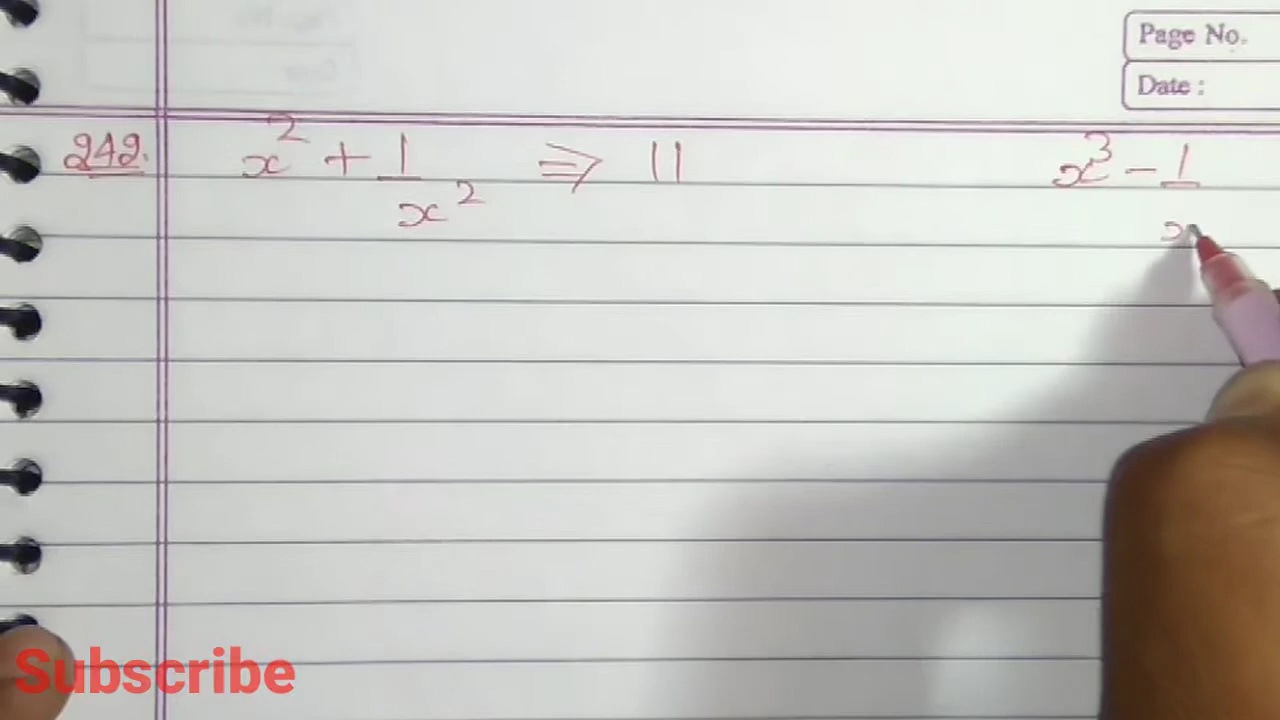 Page No.
Date :
242. x² + 1/x² ⇒ 11 x³ - 1/x
Subscribe